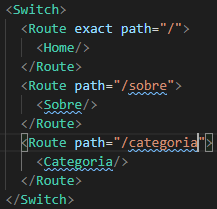 <Switch>
<Route exact path="/">
<Home/>
</Route>
<Route path="/sobre">
<Sobre/>
</Route>
<Route path="/categoria">
<Categoria/>
</Route>
</Switch>